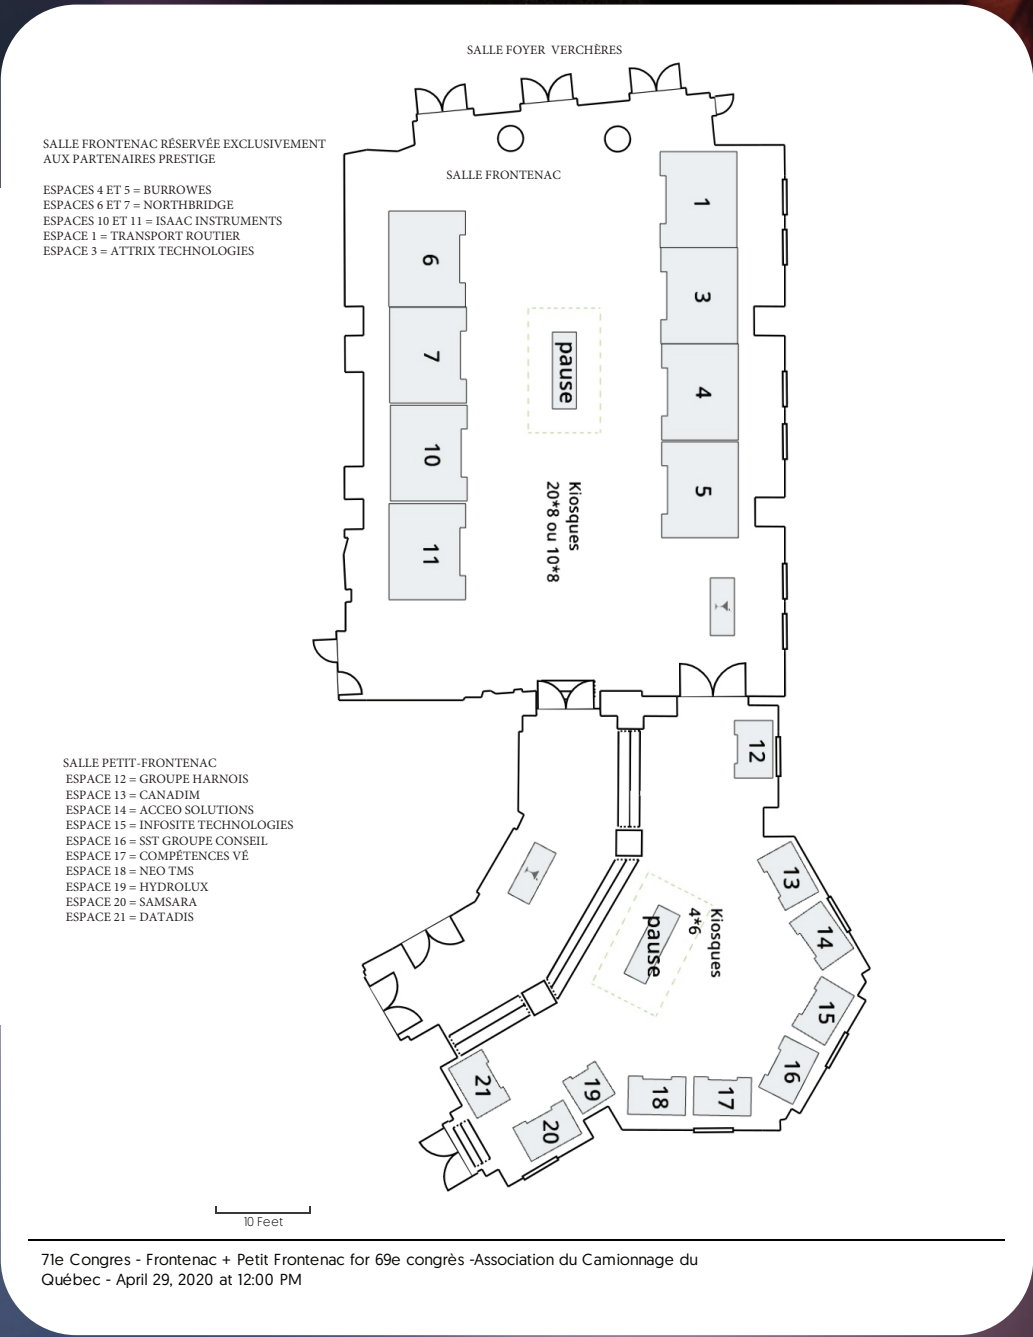 SALLE FOYER VERCHÈRES
SALLE FRONTENAC RÉSERVÉE EXCLUSIVEMENT
AUX PARTENAIRES PRESTIGE
ESPACES 4 ET 5 = BURROWES
ESPACES 6 ET 7 = NORTHBRIDGE
ESPACES 10 ET 11 = ISAAC INSTRUMENTS
ESPACE 1 = TRANSPORT ROUTIER
ESPACE 3 = ATTRIX TECHNOLOGIES
SALLE FRONTENAC
1
6
3
7
pause
4
10
5
Kiosques
20*8 ou 10*8
11
12
SALLE PETIT-FRONTENAC
ESPACE 12 = GROUPE HARNOIS
ESPACE 13 = CANADIM
ESPACE 14 = ACCEO SOLUTIONS
ESPACE 15 = INFOSITE TECHNOLOGIES
ESPACE 16 = SST GROUPE CONSEIL
ESPACE 17 = COMPÉTENCES VÉ
ESPACE 18 = NEO TMS
ESPACE 19 = HYDROLUX
ESPACE 20 = SAMSARA
ESPACE 21 = DATADIS
13
14
Kiosques
4*6
pause
15
16
21
19
18
17
20
10 Feet
71e Congres - Frontenac + Petit Frontenac for 69e congrès -Association du Camionnage du
Québec - April 29, 2020 at 12:00 PM